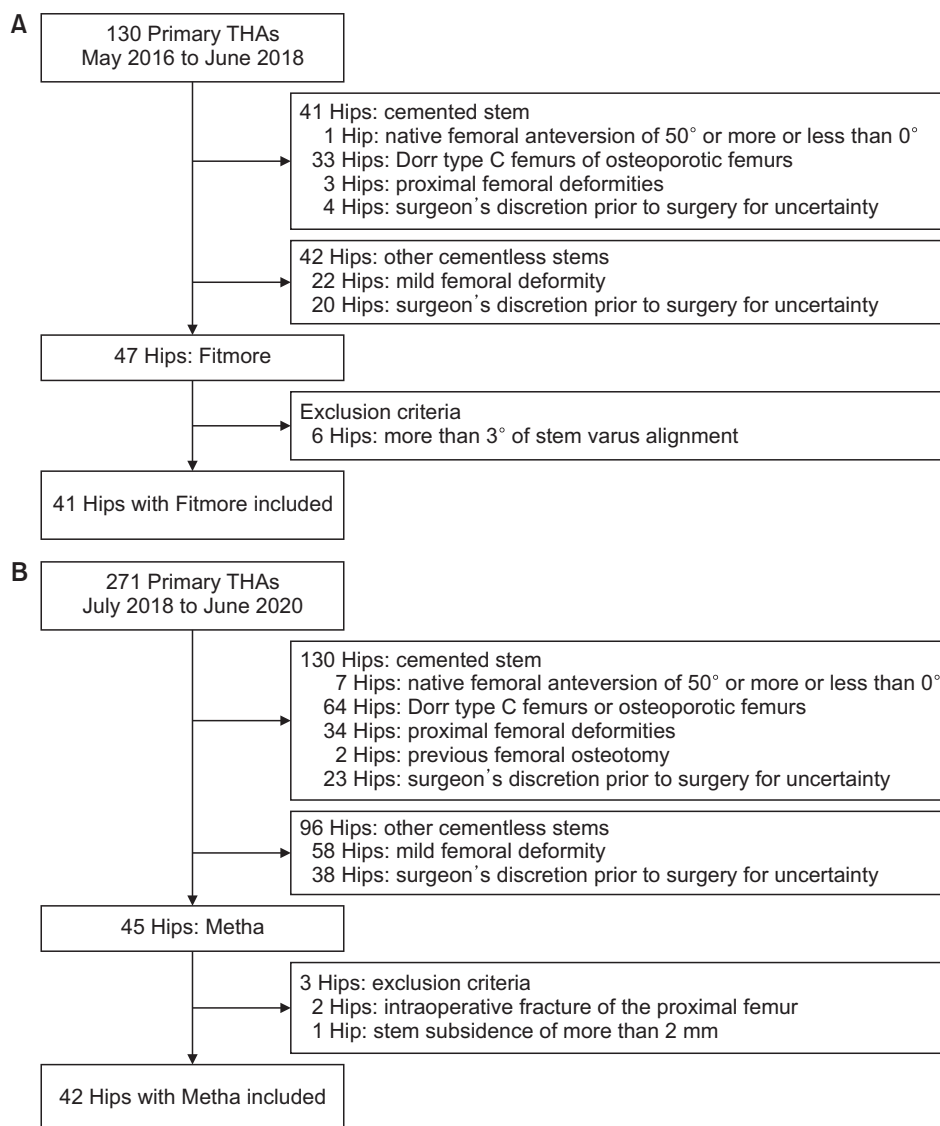 A
130 Primary THAs
May 2016 to June 2018
41 Hips: cemented stem
1 Hip: native femoral anteversion of 50° or more or less than 0°
33 Hips: Dorr type C femurs of osteoporotic femurs
3 Hips: proximal femoral deformities
4 Hips: surgeon's discretion prior to surgery for uncertainty
42 Hips: other cementless stems
22 Hips: mild femoral deformity
20 Hips: surgeon's discretion prior to surgery for uncertainty
47 Hips: Fitmore
Exclusion criteria
6 Hips: more than 3° of stem varus alignment
41 Hips with Fitmore included
B
271 Primary THAs
July 2018 to June 2020
130 Hips: cemented stem
7 Hips: native femoral anteversion of 50° or more or less than 0°
64 Hips: Dorr type C femurs or osteoporotic femurs
34 Hips: proximal femoral deformities
2 Hips: previous femoral osteotomy
23 Hips: surgeon's discretion prior to surgery for uncertainty
96 Hips: other cementless stems
58 Hips: mild femoral deformity
38 Hips: surgeon's discretion prior to surgery for uncertainty
45 Hips: Metha
3 Hips: exclusion criteria
2 Hips: intraoperative fracture of the proximal femur
1 Hip: stem subsidence of more than 2 mm
42 Hips with Metha included